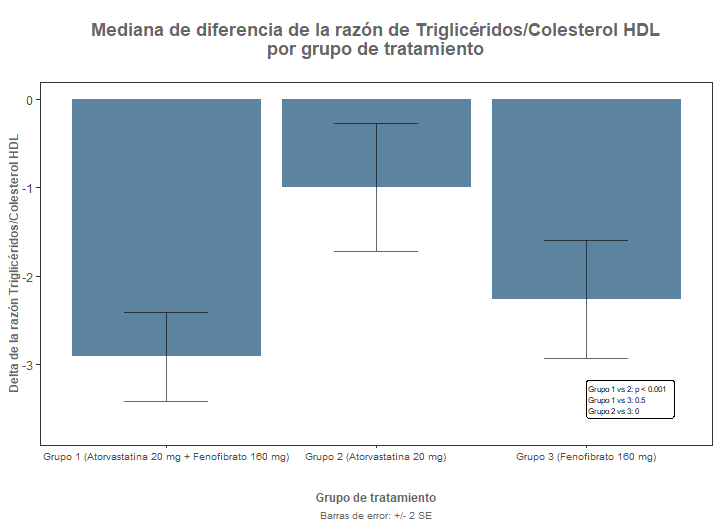 Mediana de diferencia de la razón de Triglicéridos/Colesterol HDL
por grupo de tratamiento
Delta de la razón Triglicéridos/Colesterol HDL
0
-1
-2
-3
Grupo 1 vs 2: p < 0.001
Grupo 1 vs 3: 0.5
Grupo 2 vs 3: 0
Grupo 1 (Atorvastatina 20 mg + Fenofibrato 160 mg)
Grupo 2 (Atorvastatina 20 mg)
Grupo 3 (Fenofibrato 160 mg)
Grupo de tratamiento
Barras de error: +/- 2 SE